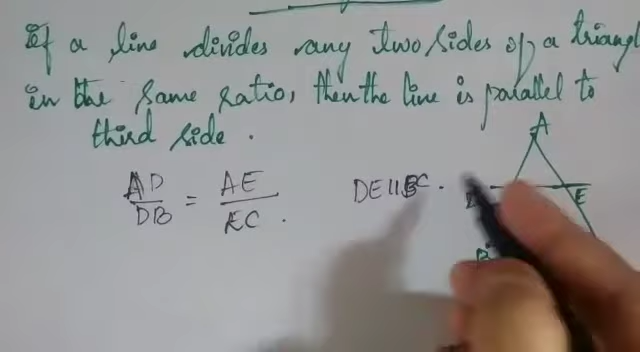 If a line divides any two sides of a triangle
in the same ratio, then the line is parallel to
third side.
AD/DB = AE/EC. DE||BC.
A
E
B